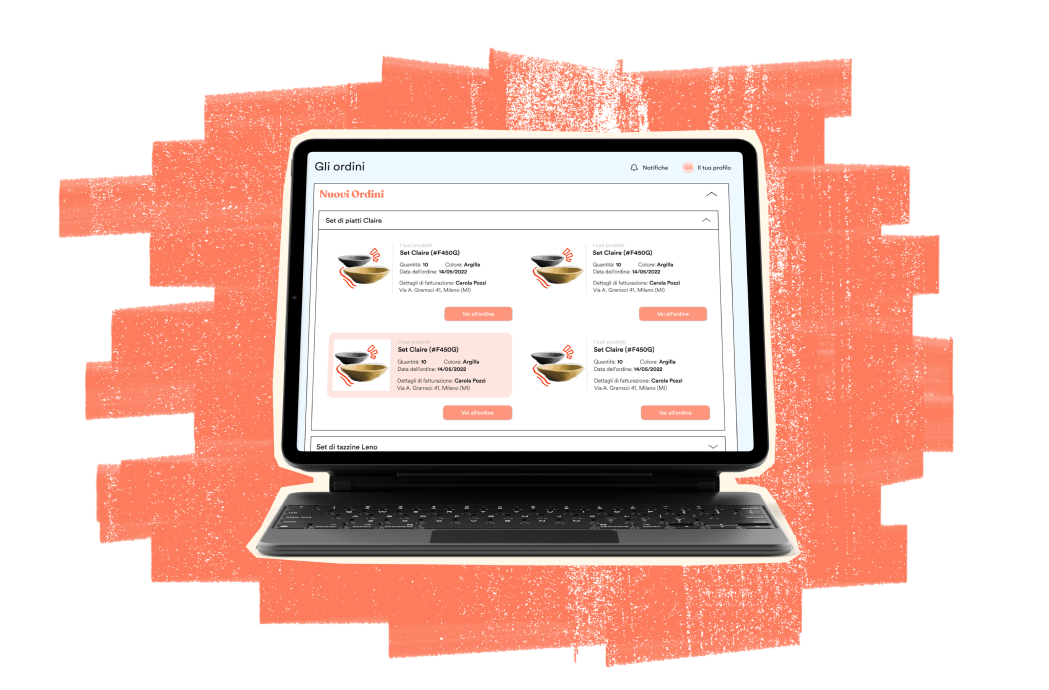 Gli ordini
Notifiche
GS Il tuo profilo
Nuovi Ordini
Set di piatti Claire
I tuoi prodotti
Set Claire (#F450G)
Quantità: 10 Colore: Argilla
Data dell'ordine: 14/05/2022
Dettagli di fatturazione: Carola Pozzi
Via A. Gramsci 41, Milano (MI)
Vai all'ordine
I tuoi prodotti
Set Claire (#F450G)
Quantità: 10 Colore: Argilla
Data dell'ordine: 14/05/2022
Dettagli di fatturazione: Carola Pozzi
Via A. Gramsci 41, Milano (MI)
Vai all'ordine
I tuoi prodotti
Set Claire (#F450G)
Quantità: 10 Colore: Argilla
Data dell'ordine: 14/05/2022
Dettagli di fatturazione: Carola Pozzi
Via A. Gramsci 41, Milano (MI)
Vai all'ordine
I tuoi prodotti
Set Claire (#F450G)
Quantità: 10 Colore: Argilla
Data dell'ordine: 14/05/2022
Dettagli di fatturazione: Carola Pozzi
Via A. Gramsci 41, Milano (MI)
Vai all'ordine
Set di tazzine Leno